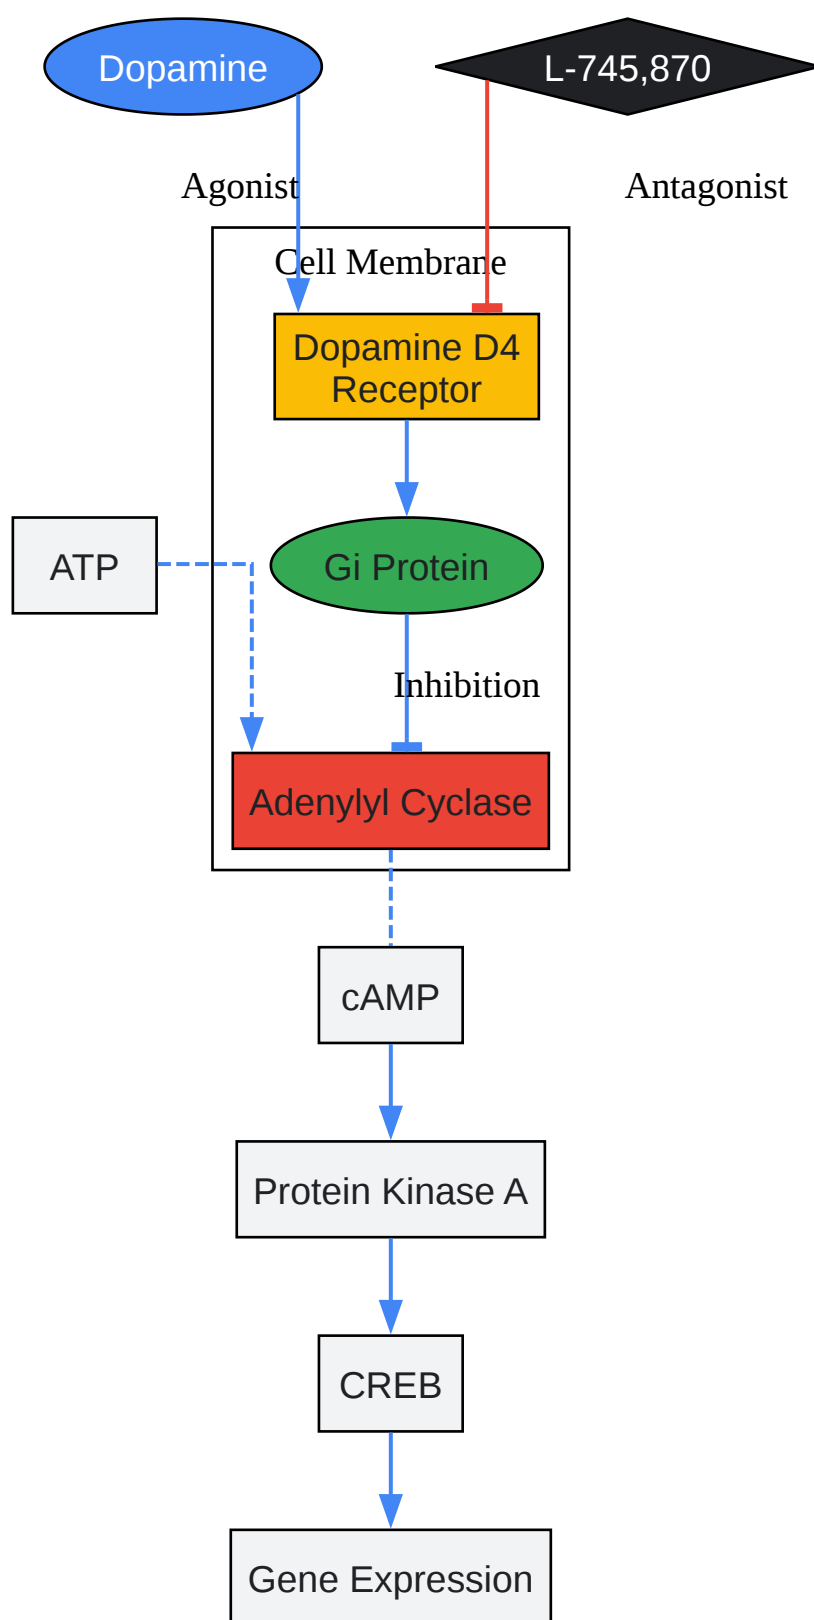 Dopamine
L-745,870
Agonist
Antagonist
Cell Membrane
Dopamine D4
Receptor
ATP
Gi Protein
Inhibition
Adenylyl Cyclase
cAMP
Protein Kinase A
CREB
Gene Expression